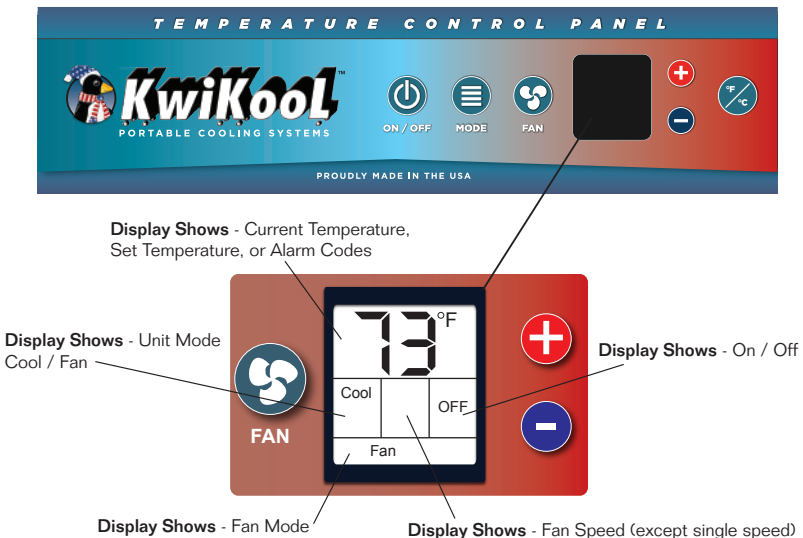 TEMPERATURE CONTROL PANEL
KwiKool™
PORTABLE COOLING SYSTEMS
ON / OFF
MODE
FAN
°F
°C
PROUDLY MADE IN THE USA
Display Shows - Current Temperature,
Set Temperature, or Alarm Codes
73°F
Display Shows - Unit Mode
Cool / Fan
Display Shows - On / Off
Cool
OFF
FAN
Fan
Display Shows - Fan Mode
Display Shows - Fan Speed (except single speed)